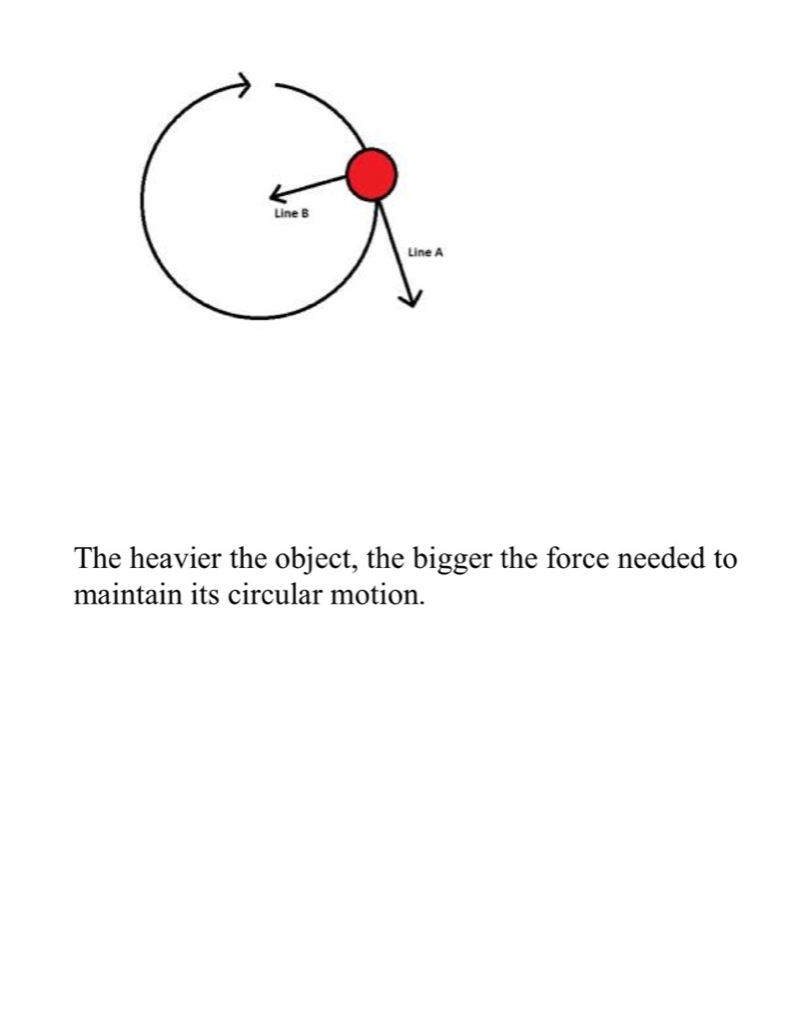 Line B
Line A
The heavier the object, the bigger the force needed to
maintain its circular motion.